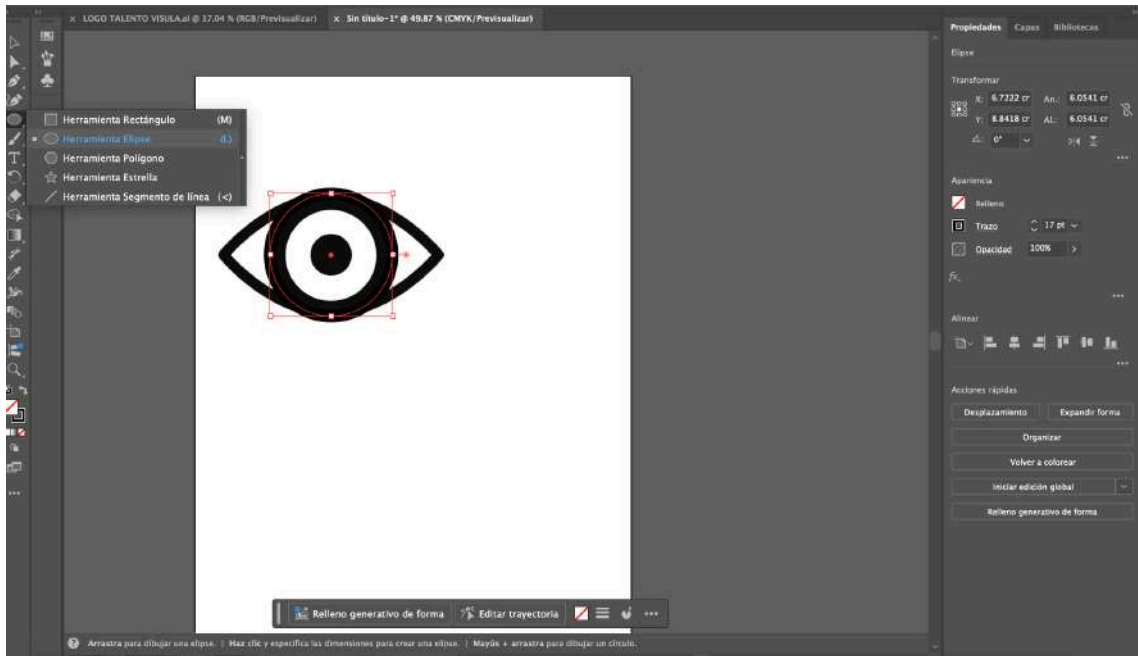 × LOGO TALENTO VISULA.ai @ 17,04 % (RGB/Previsualizar)
× Sin título-1* @ 49.87 % (CMYK/Previsualizar)
Herramienta Rectángulo (M)
Herramienta Elipse (L)
Herramienta Polígono
Herramienta Estrella
Herramienta Segmento de línea (<)
Relleno generativo de forma Editar trayectoria
Arrastra para dibujar una elipse. | Haz clic y especifica las dimensiones para crear una elipse. | Mayús + arrastra para dibujar un círculo.
Propiedades Capas Bibliotecas
Elipse
Transformar
X: 6.7222 cr An.: 6.0541 cr
Y: 8.8418 cr Al.: 6.0541 cr
0°
Apariencia
Relleno
Trazo 17 pt
Opacidad 100%
fx.
Alinear
Acciones rápidas
Desplazamiento Expandir forma
Organizar
Volver a colorear
Iniciar edición global
Relleno generativo de forma